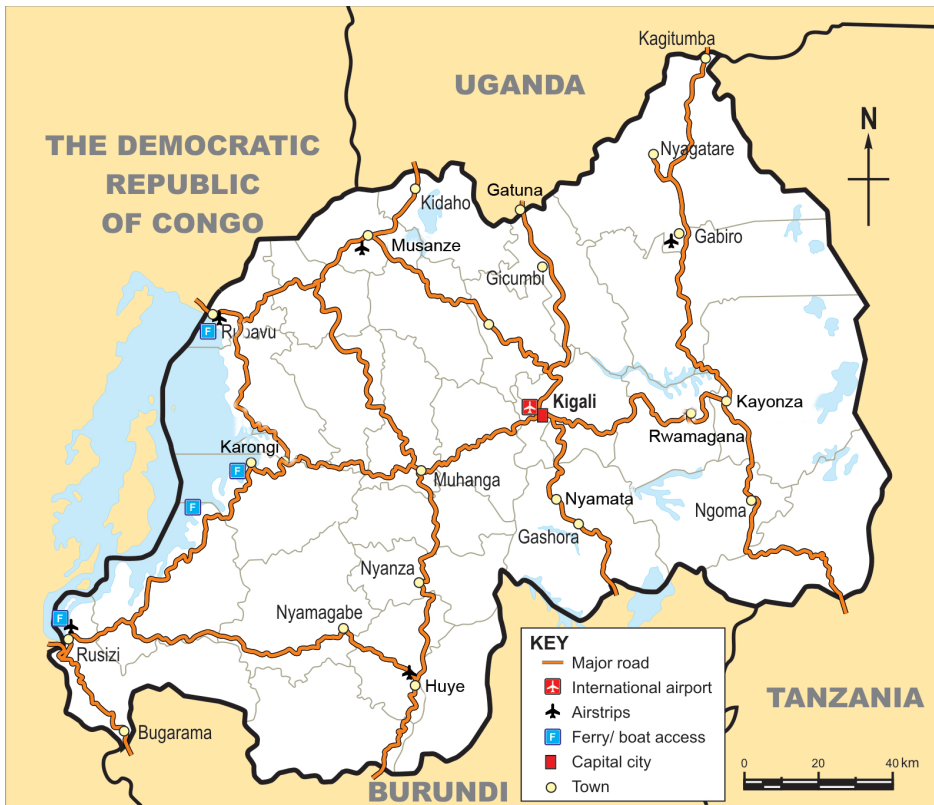 Kagitumba
UGANDA
THE DEMOCRATIC
REPUBLIC
OF CONGO
N
Nyagatare
Kidaho
Gatuna
Musanze
Gabiro
Gicumbi
F
Kigali
Kayonza
Rwamagana
Karongi
F
Muhanga
F
Nyamata
Ngoma
Gashora
Nyanza
Nyamagabe
F
Rusizi
Huye
Bugarama
TANZANIA
BURUNDI
KEY
Major road
International airport
Airstrips
F Ferry/ boat access
Capital city
Town
0 20 40 km